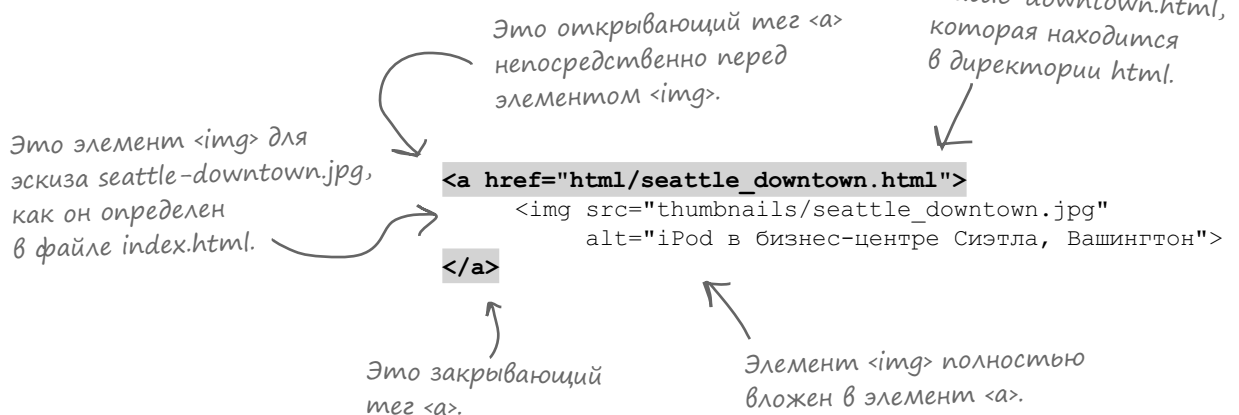 Это открывающий тег <a>
непосредственно перед
элементом <img>.
downtown.html,
которая находится
в директории html.
Это элемент <img> для
эскиза seattle-downtown.jpg,
как он определен
в файле index.html.
<a href="html/seattle_downtown.html">
<img src="thumbnails/seattle_downtown.jpg"
alt="iPod в бизнес-центре Сиэтла, Вашингтон">
</a>
Это закрывающий
тег <a>.
Элемент <img> полностью
вложен в элемент <a>.